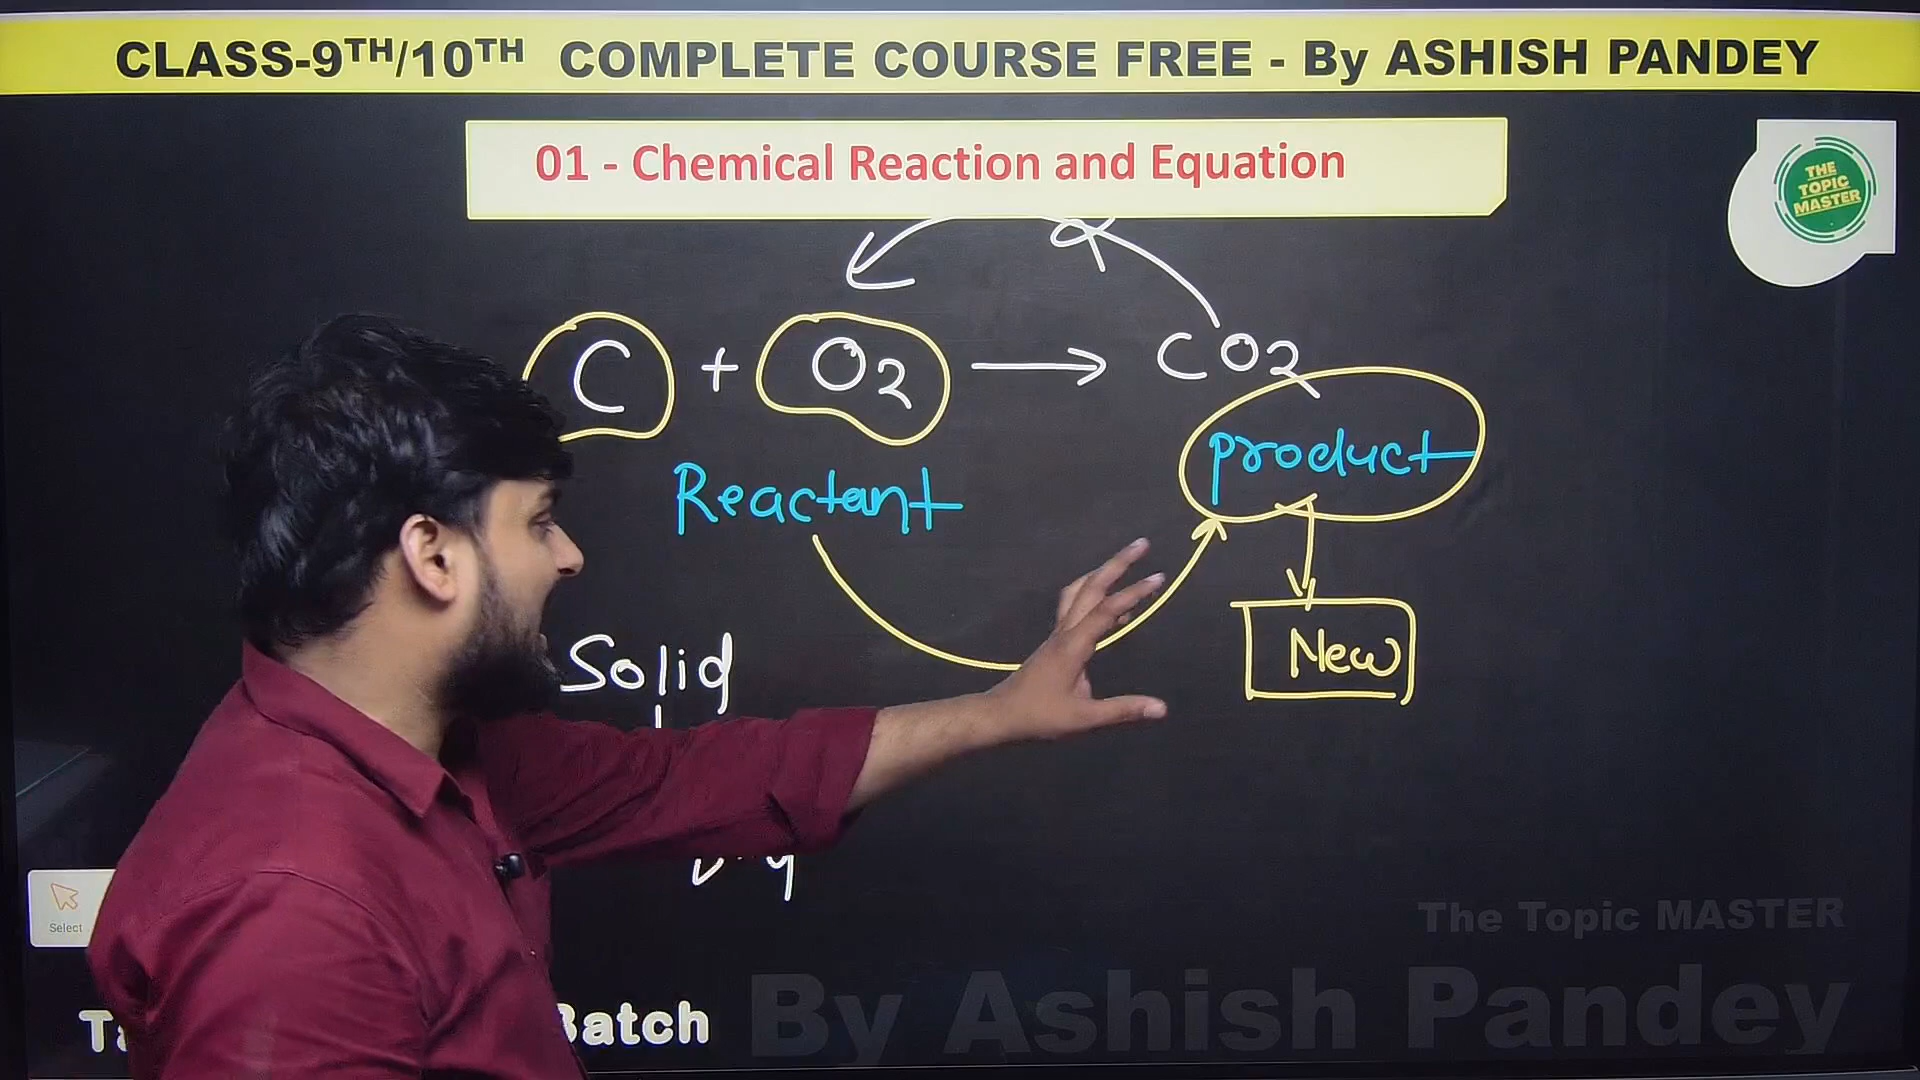 CLASS-9TH/10TH COMPLETE COURSE FREE - By ASHISH PANDEY
01 - Chemical Reaction and Equation
THE
TOPIC
MASTER
C + O2 → CO2
Reactant
product
Solid
New
Select
The Topic MASTER
Batch
By Ashish Pandey